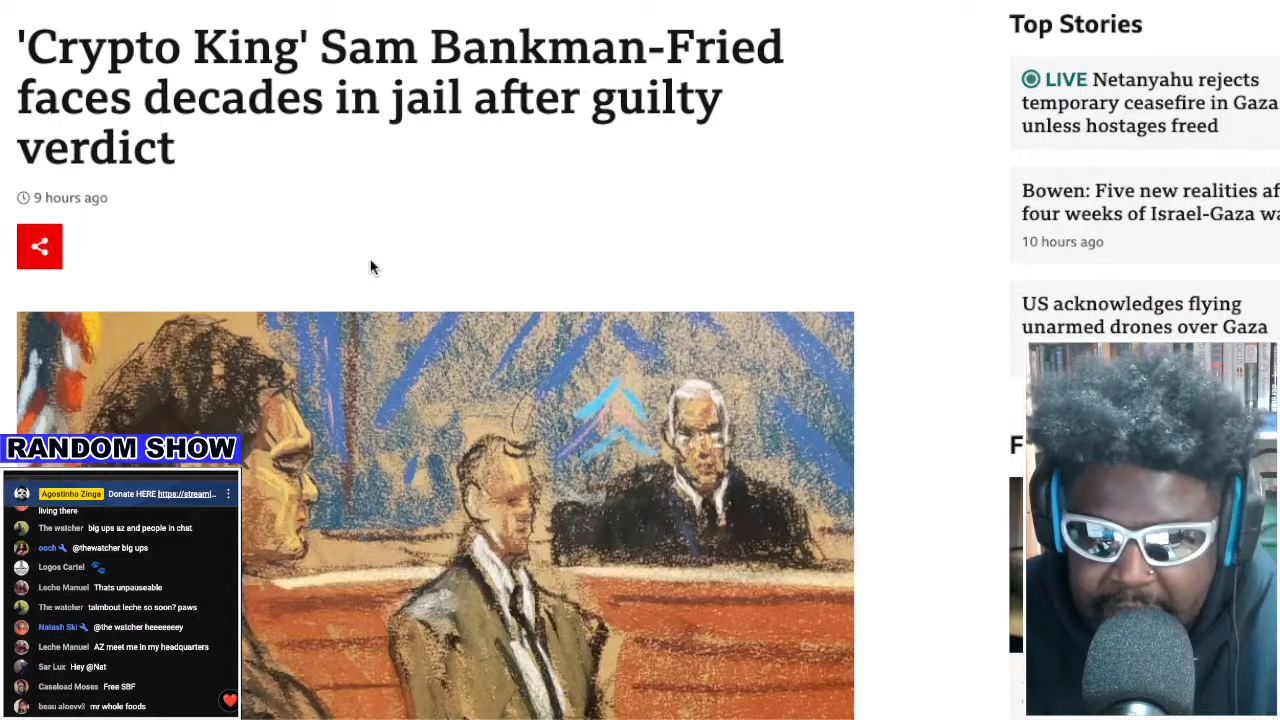 'Crypto King' Sam Bankman-Fried
faces decades in jail after guilty
verdict
9 hours ago
Top Stories
LIVE Netanyahu rejects
temporary ceasefire in Gaza
unless hostages freed
Bowen: Five new realities af
four weeks of Israel-Gaza wa
10 hours ago
US acknowledges flying
unarmed drones over Gaza
F
RANDOM SHOW
Agostinho Zinga Donate HERE https://streaml...
living there
The watcher big ups az and people in chat
ooch @thewatcher big ups
Logos Cartel
Leche Manuel Thats unpauseable
The watcher talmbout leche so soon? paws
Natash Ski @the watcher heeeeeeey
Leche Manuel AZ meet me in my headquarters
Sar Lux Hey @Nat
Caseload Moses Free SBF
beau aloevvil mr whole foods